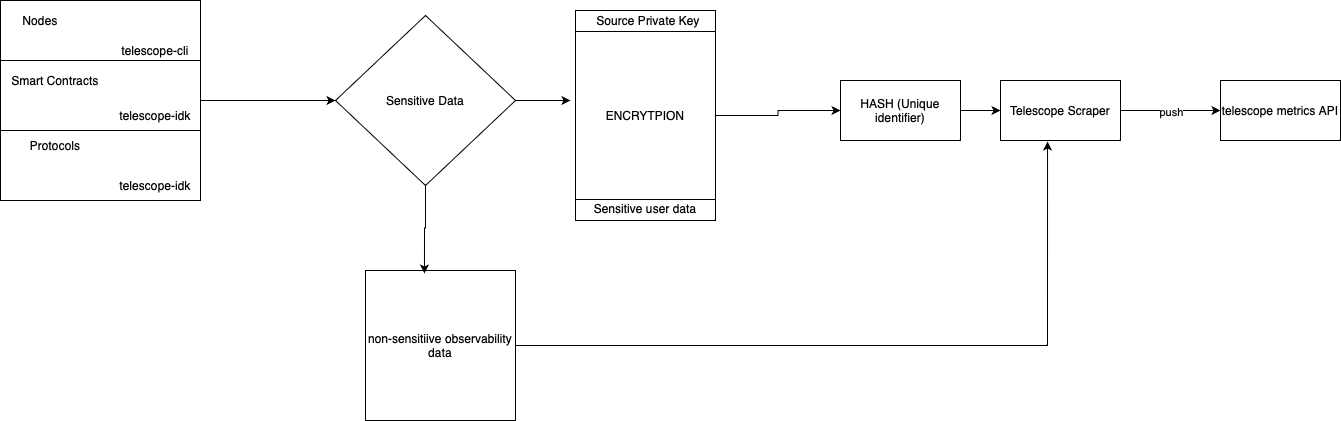 Nodes
telescope-cli
Smart Contracts
telescope-idk
Protocols
telescope-idk
Sensitive Data
Source Private Key
ENCRYTPION
Sensitive user data
HASH (Unique
identifier)
Telescope Scraper
push
telescope metrics API
non-sensitiive observability
data